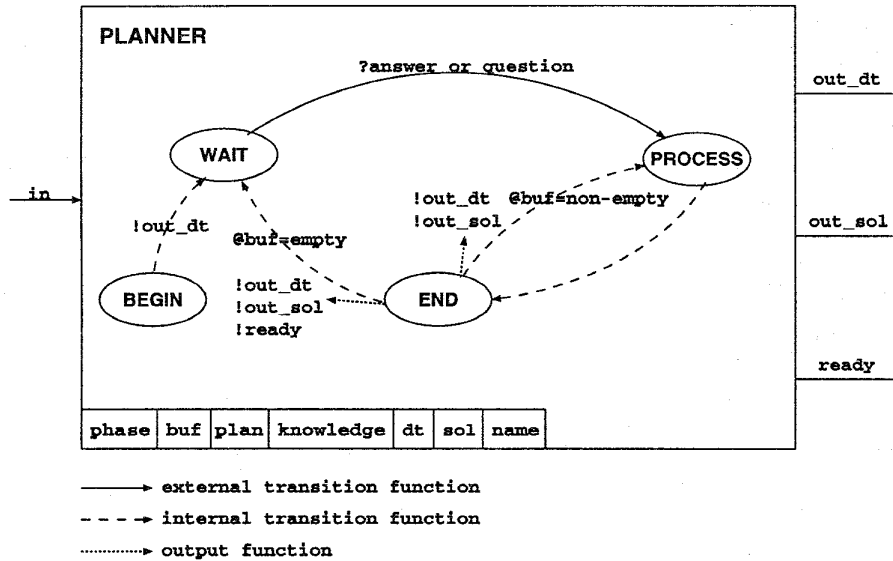 PLANNER
?answer or question
out_dt
WAIT
PROCESS
in
!out_dt
@buf=empty
!out_dt
!out_sol
@buf=non-empty
out_sol
BEGIN
!out_dt
!out_sol
!ready
END
ready
phase buf plan knowledge dt sol name
external transition function
internal transition function
output function